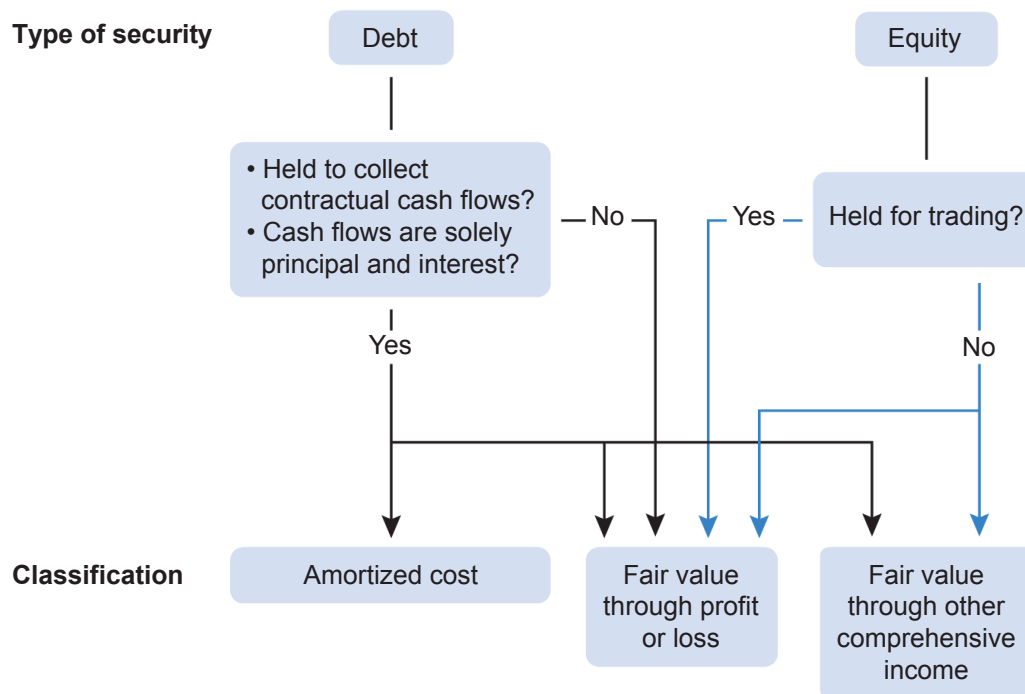 Type of security
Debt
Equity
• Held to collect
contractual cash flows?
• Cash flows are solely
principal and interest?
No
Yes
Held for trading?
Yes
No
Classification
Amortized cost
Fair value
through profit
or loss
Fair value
through other
comprehensive
income